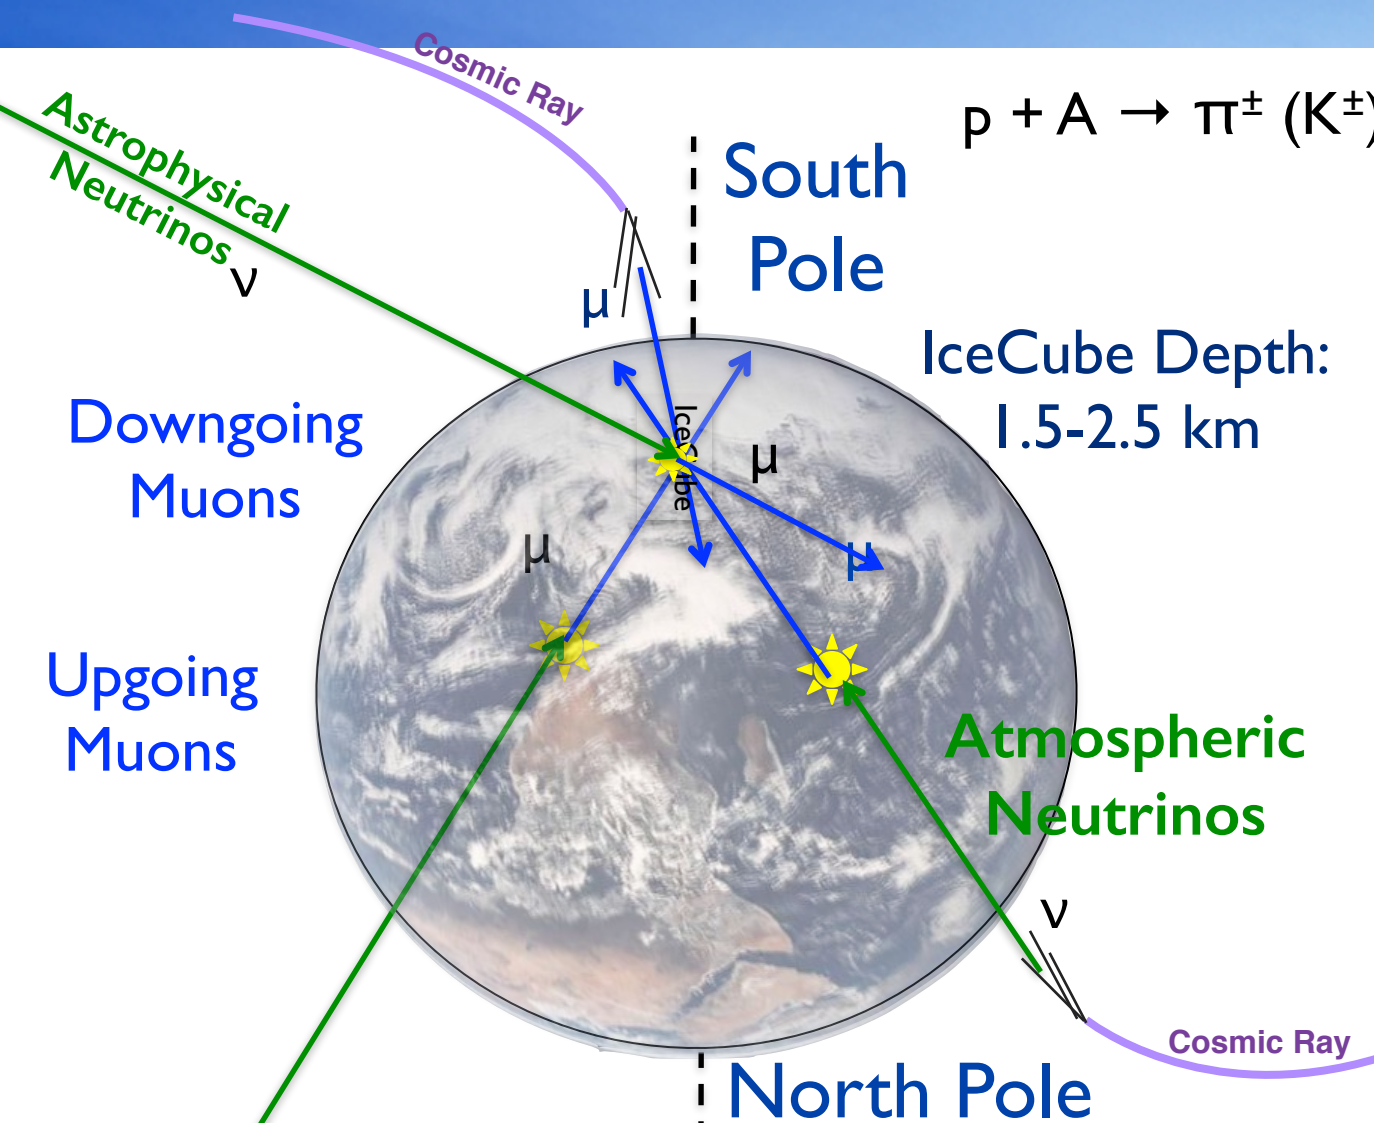 Cosmic Ray
p + A → π± (K±)
Astrophysical
Neutrinos
ν
South
Pole
μ
IceCube Depth:
1.5-2.5 km
Downgoing
Muons
IceCube
μ
μ
μ
Upgoing
Muons
Atmospheric
Neutrinos
ν
Cosmic Ray
North Pole